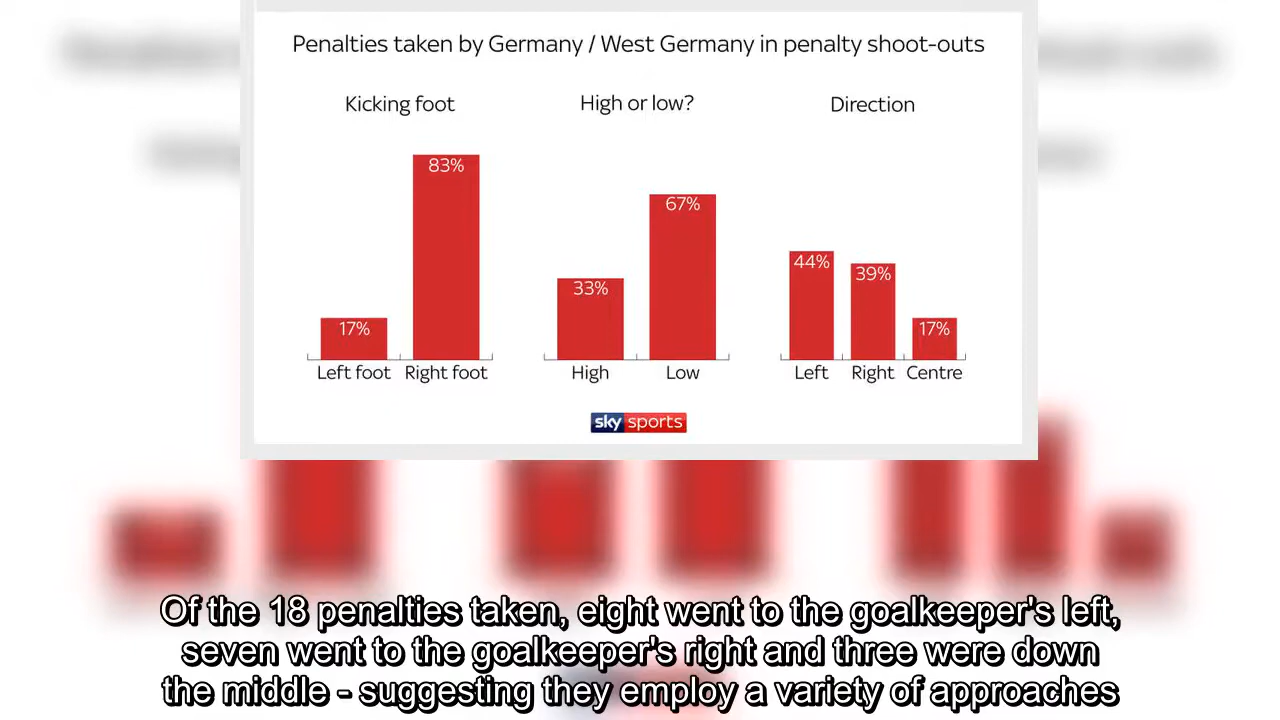 Penalties taken by Germany / West Germany in penalty shoot-outs
Kicking foot
High or low?
Direction
83%
67%
44%
39%
33%
17%
17%
Left foot
Right foot
High
Low
Left
Right
Centre
sky sports
Of the 18 penalties taken, eight went to the goalkeeper's left,
seven went to the goalkeeper's right and three were down
the middle - suggesting they employ a variety of approaches